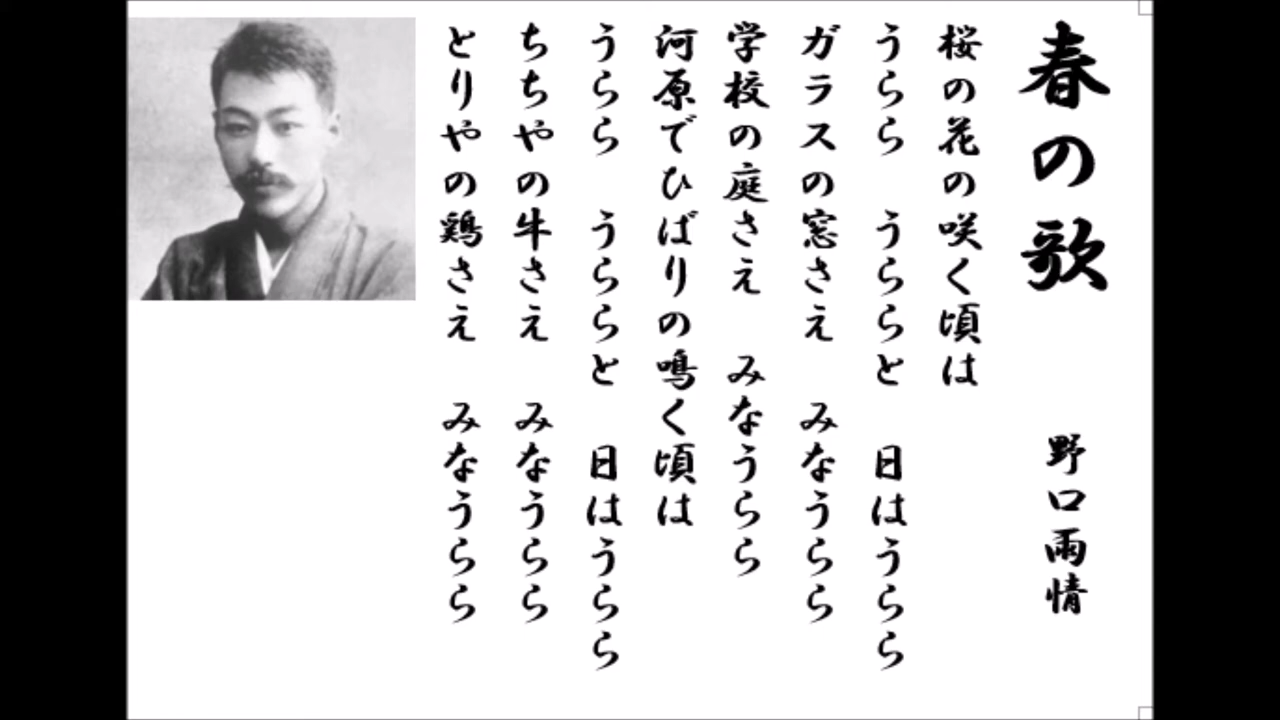 春の歌　野口雨情
桜の花の咲く頃は
うらら　うららと　日はうらら
ガラスの窓さえ　みなうらら
学校の庭さえ　みなうらら
河原でひばりの鳴く頃は
うらら　うららと　日はうらら
ちちやの牛さえ　みなうらら
とりやの鶏さえ　みなうらら